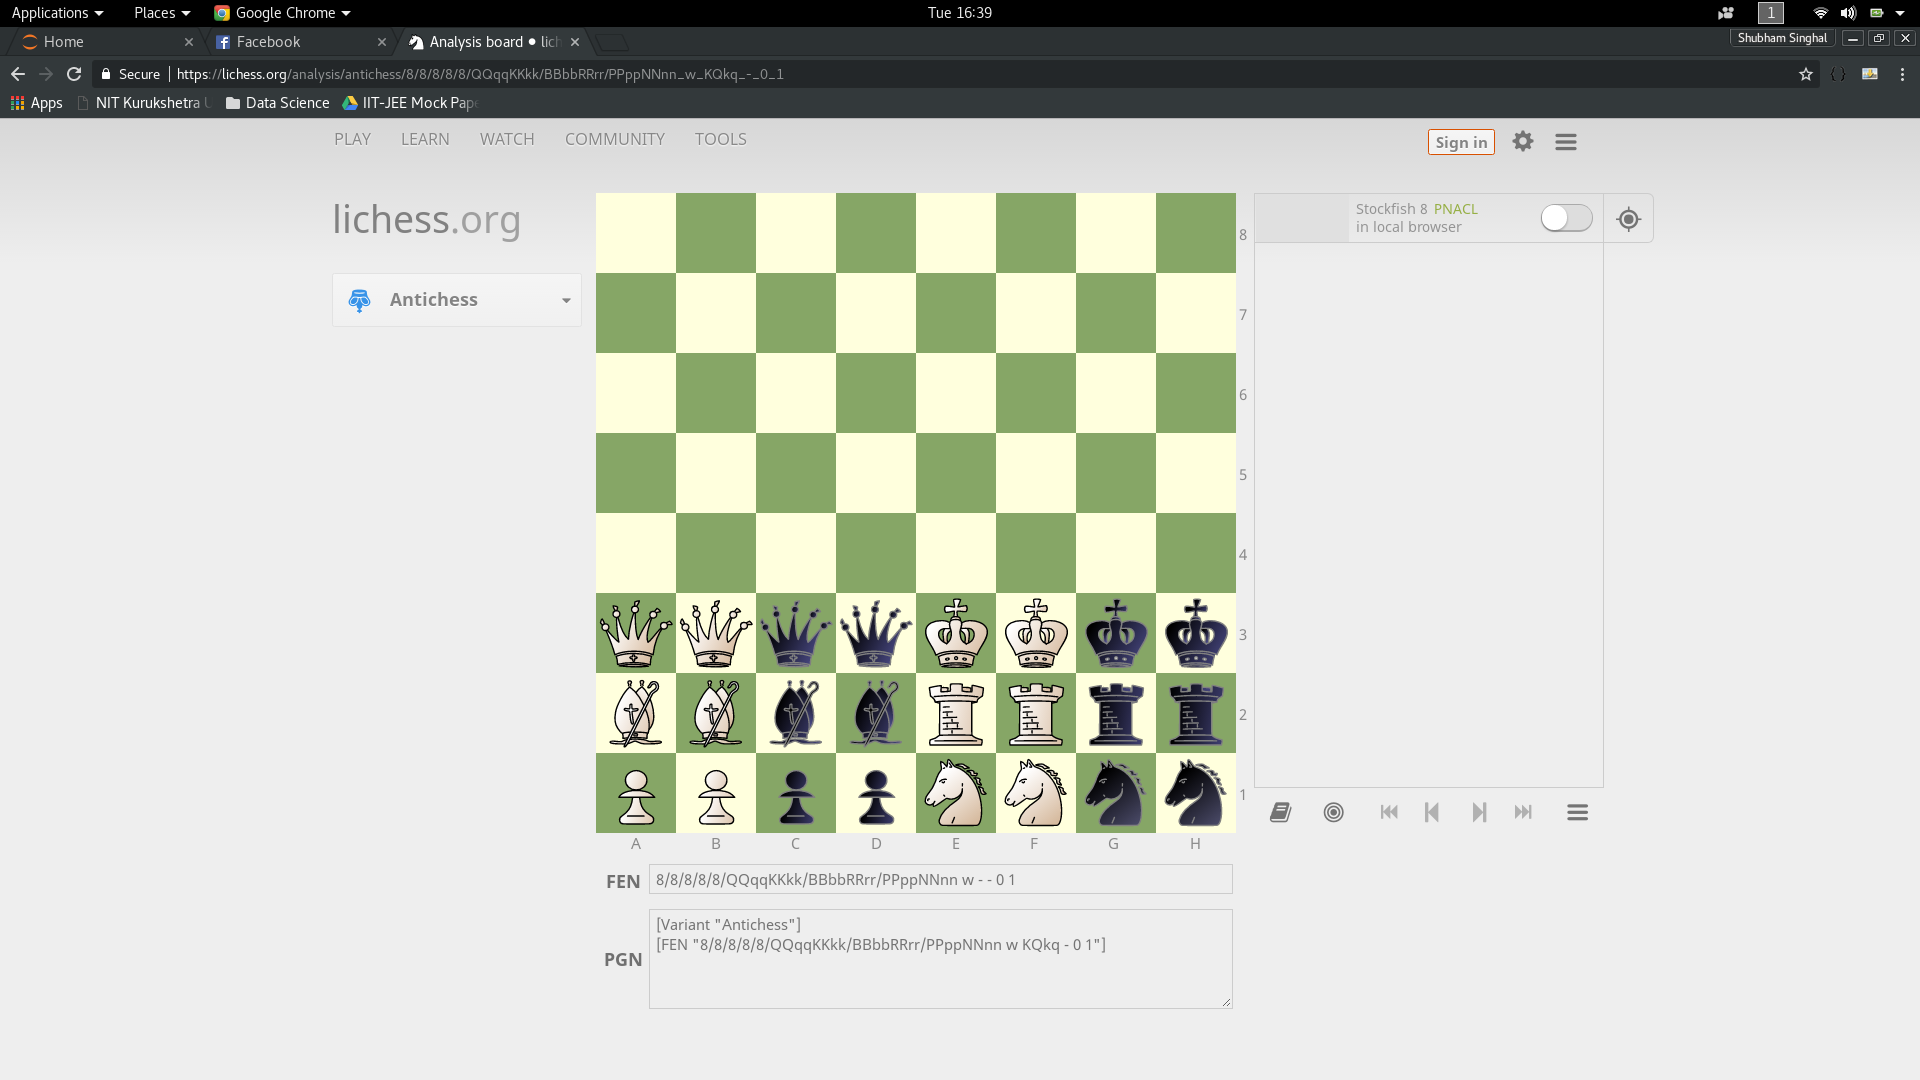 Applications Places Google Chrome Tue 16:39 1
Home Facebook Analysis board ● lich Shubham Singhal
Secure https://lichess.org/analysis/antichess/8/8/8/8/8/QQqqKKkk/BBbbRRrr/PPppNNnn_w_KQkq_-_0_1
Apps NIT Kurukshetra U Data Science IIT-JEE Mock Pape
PLAY LEARN WATCH COMMUNITY TOOLS Sign in
lichess.org
Stockfish 8 PNACL
in local browser
Antichess
8
7
6
5
4
3
2
1
A B C D E F G H
FEN 8/8/8/8/8/QQqqKKkk/BBbbRRrr/PPppNNnn w - - 0 1
PGN [Variant "Antichess"]
[FEN "8/8/8/8/8/QQqqKKkk/BBbbRRrr/PPppNNnn w KQkq - 0 1"]